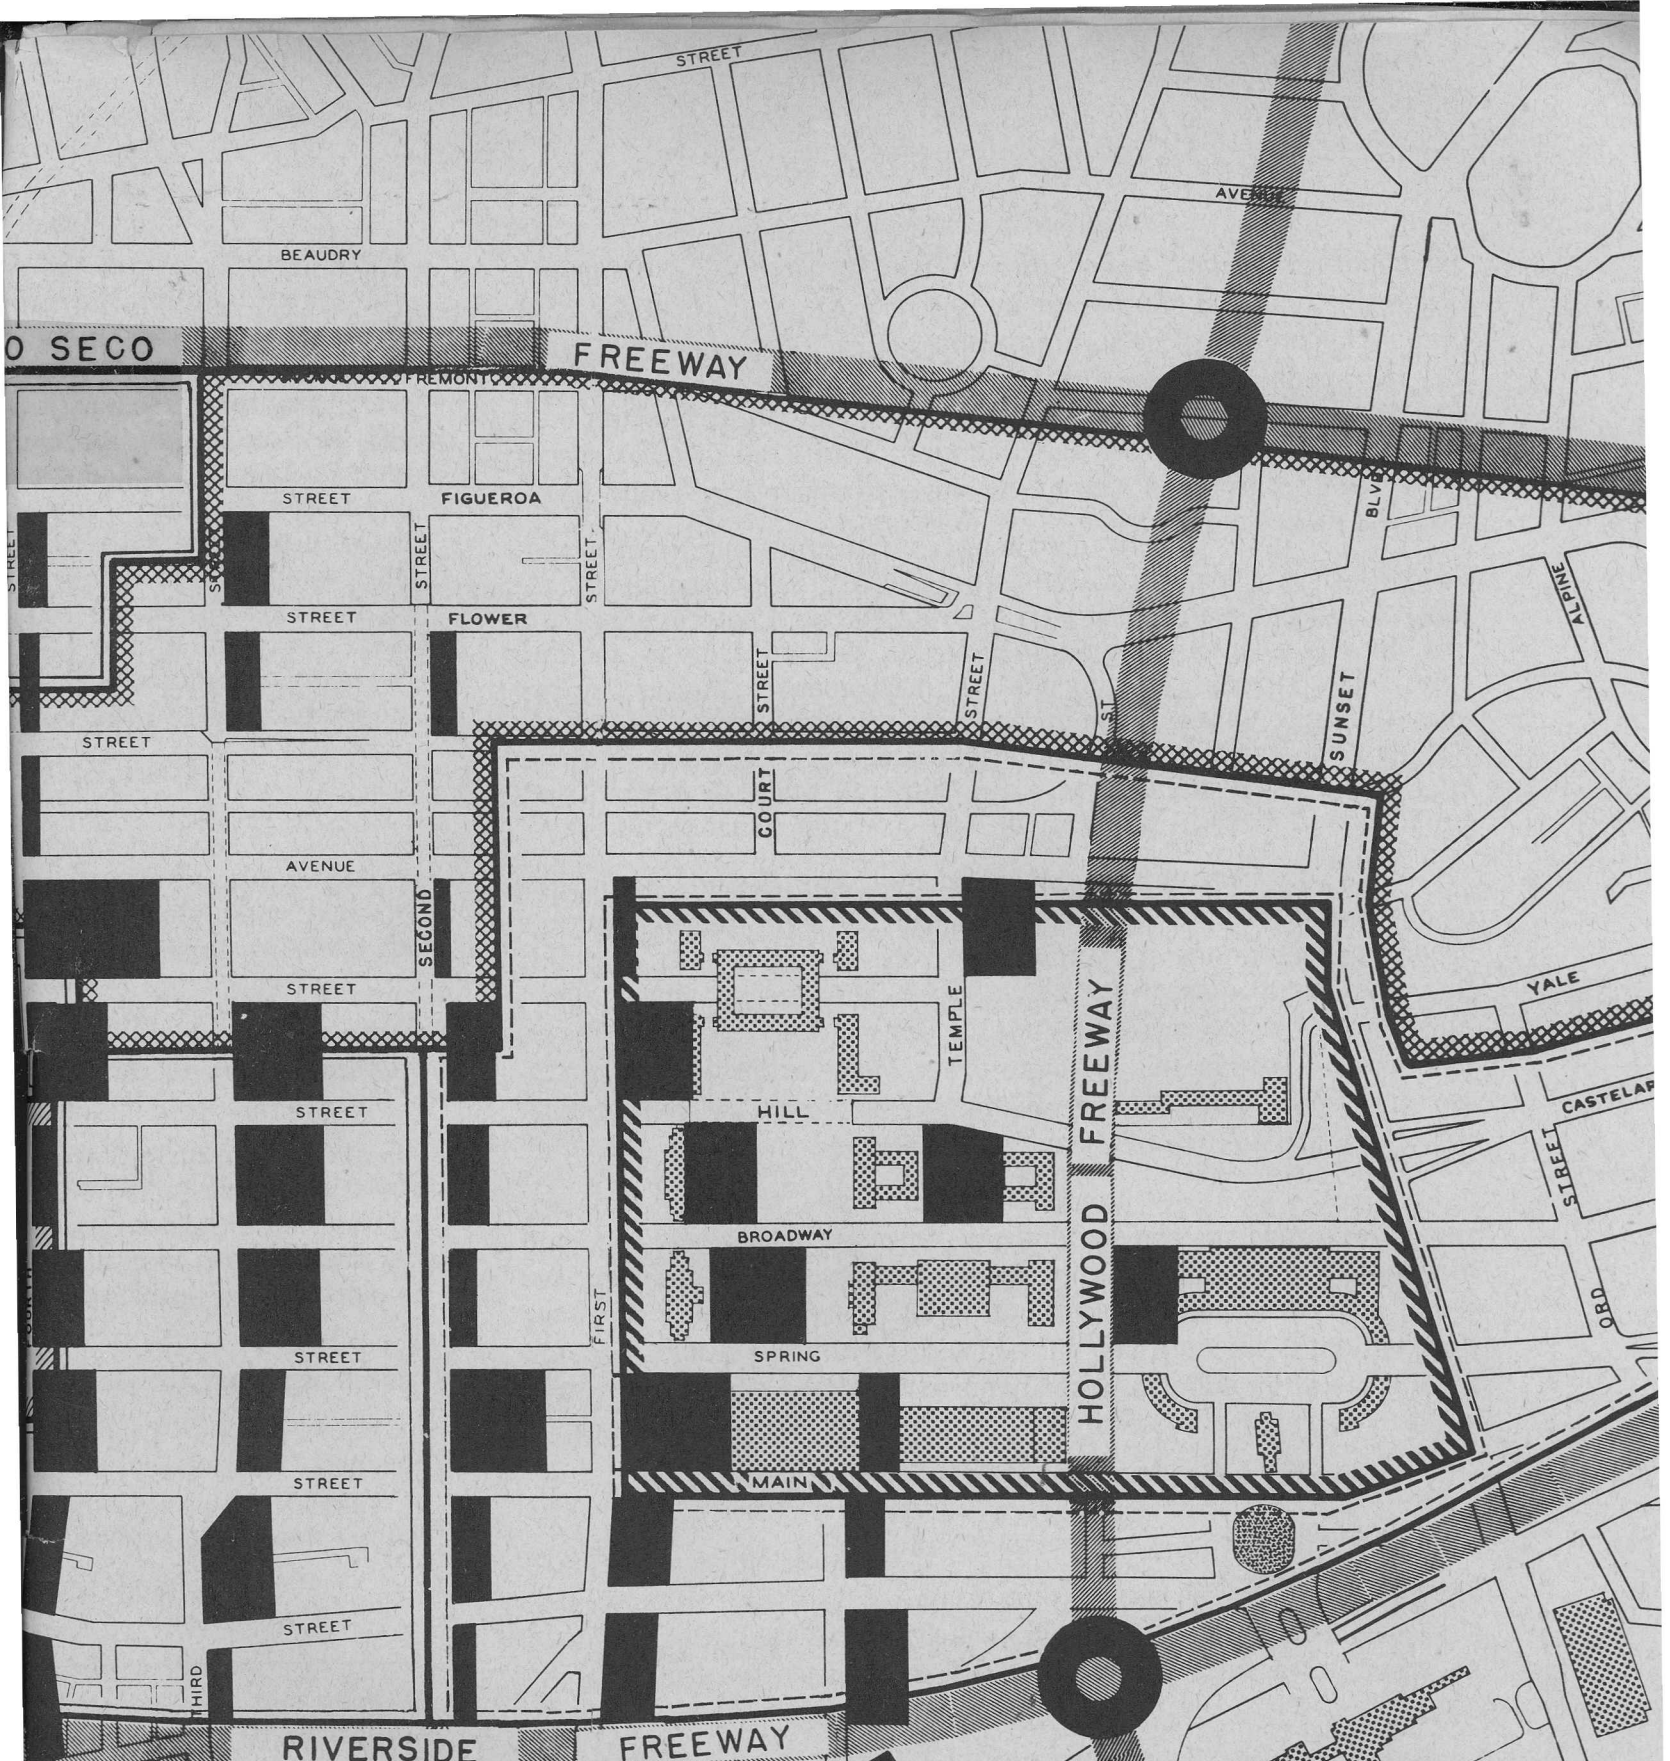 STREET
AVENUE
BEAUDRY
O SECO
FREEWAY
FREMONT
BLVD
STREET
FIGUEROA
STREET
STREET
STREET
ALPINE
STREET
FLOWER
STREET
STREET
ST.
SUNSET
STREET
COURT
AVENUE
SECOND
STREET
YALE
TEMPLE
FREEWAY
HOLLYWOOD
STREET
HILL
CASTELAR
STREET
BROADWAY
FIRST
ORD
STREET
SPRING
STREET
MAIN
STREET
THIRD
RIVERSIDE
FREEWAY